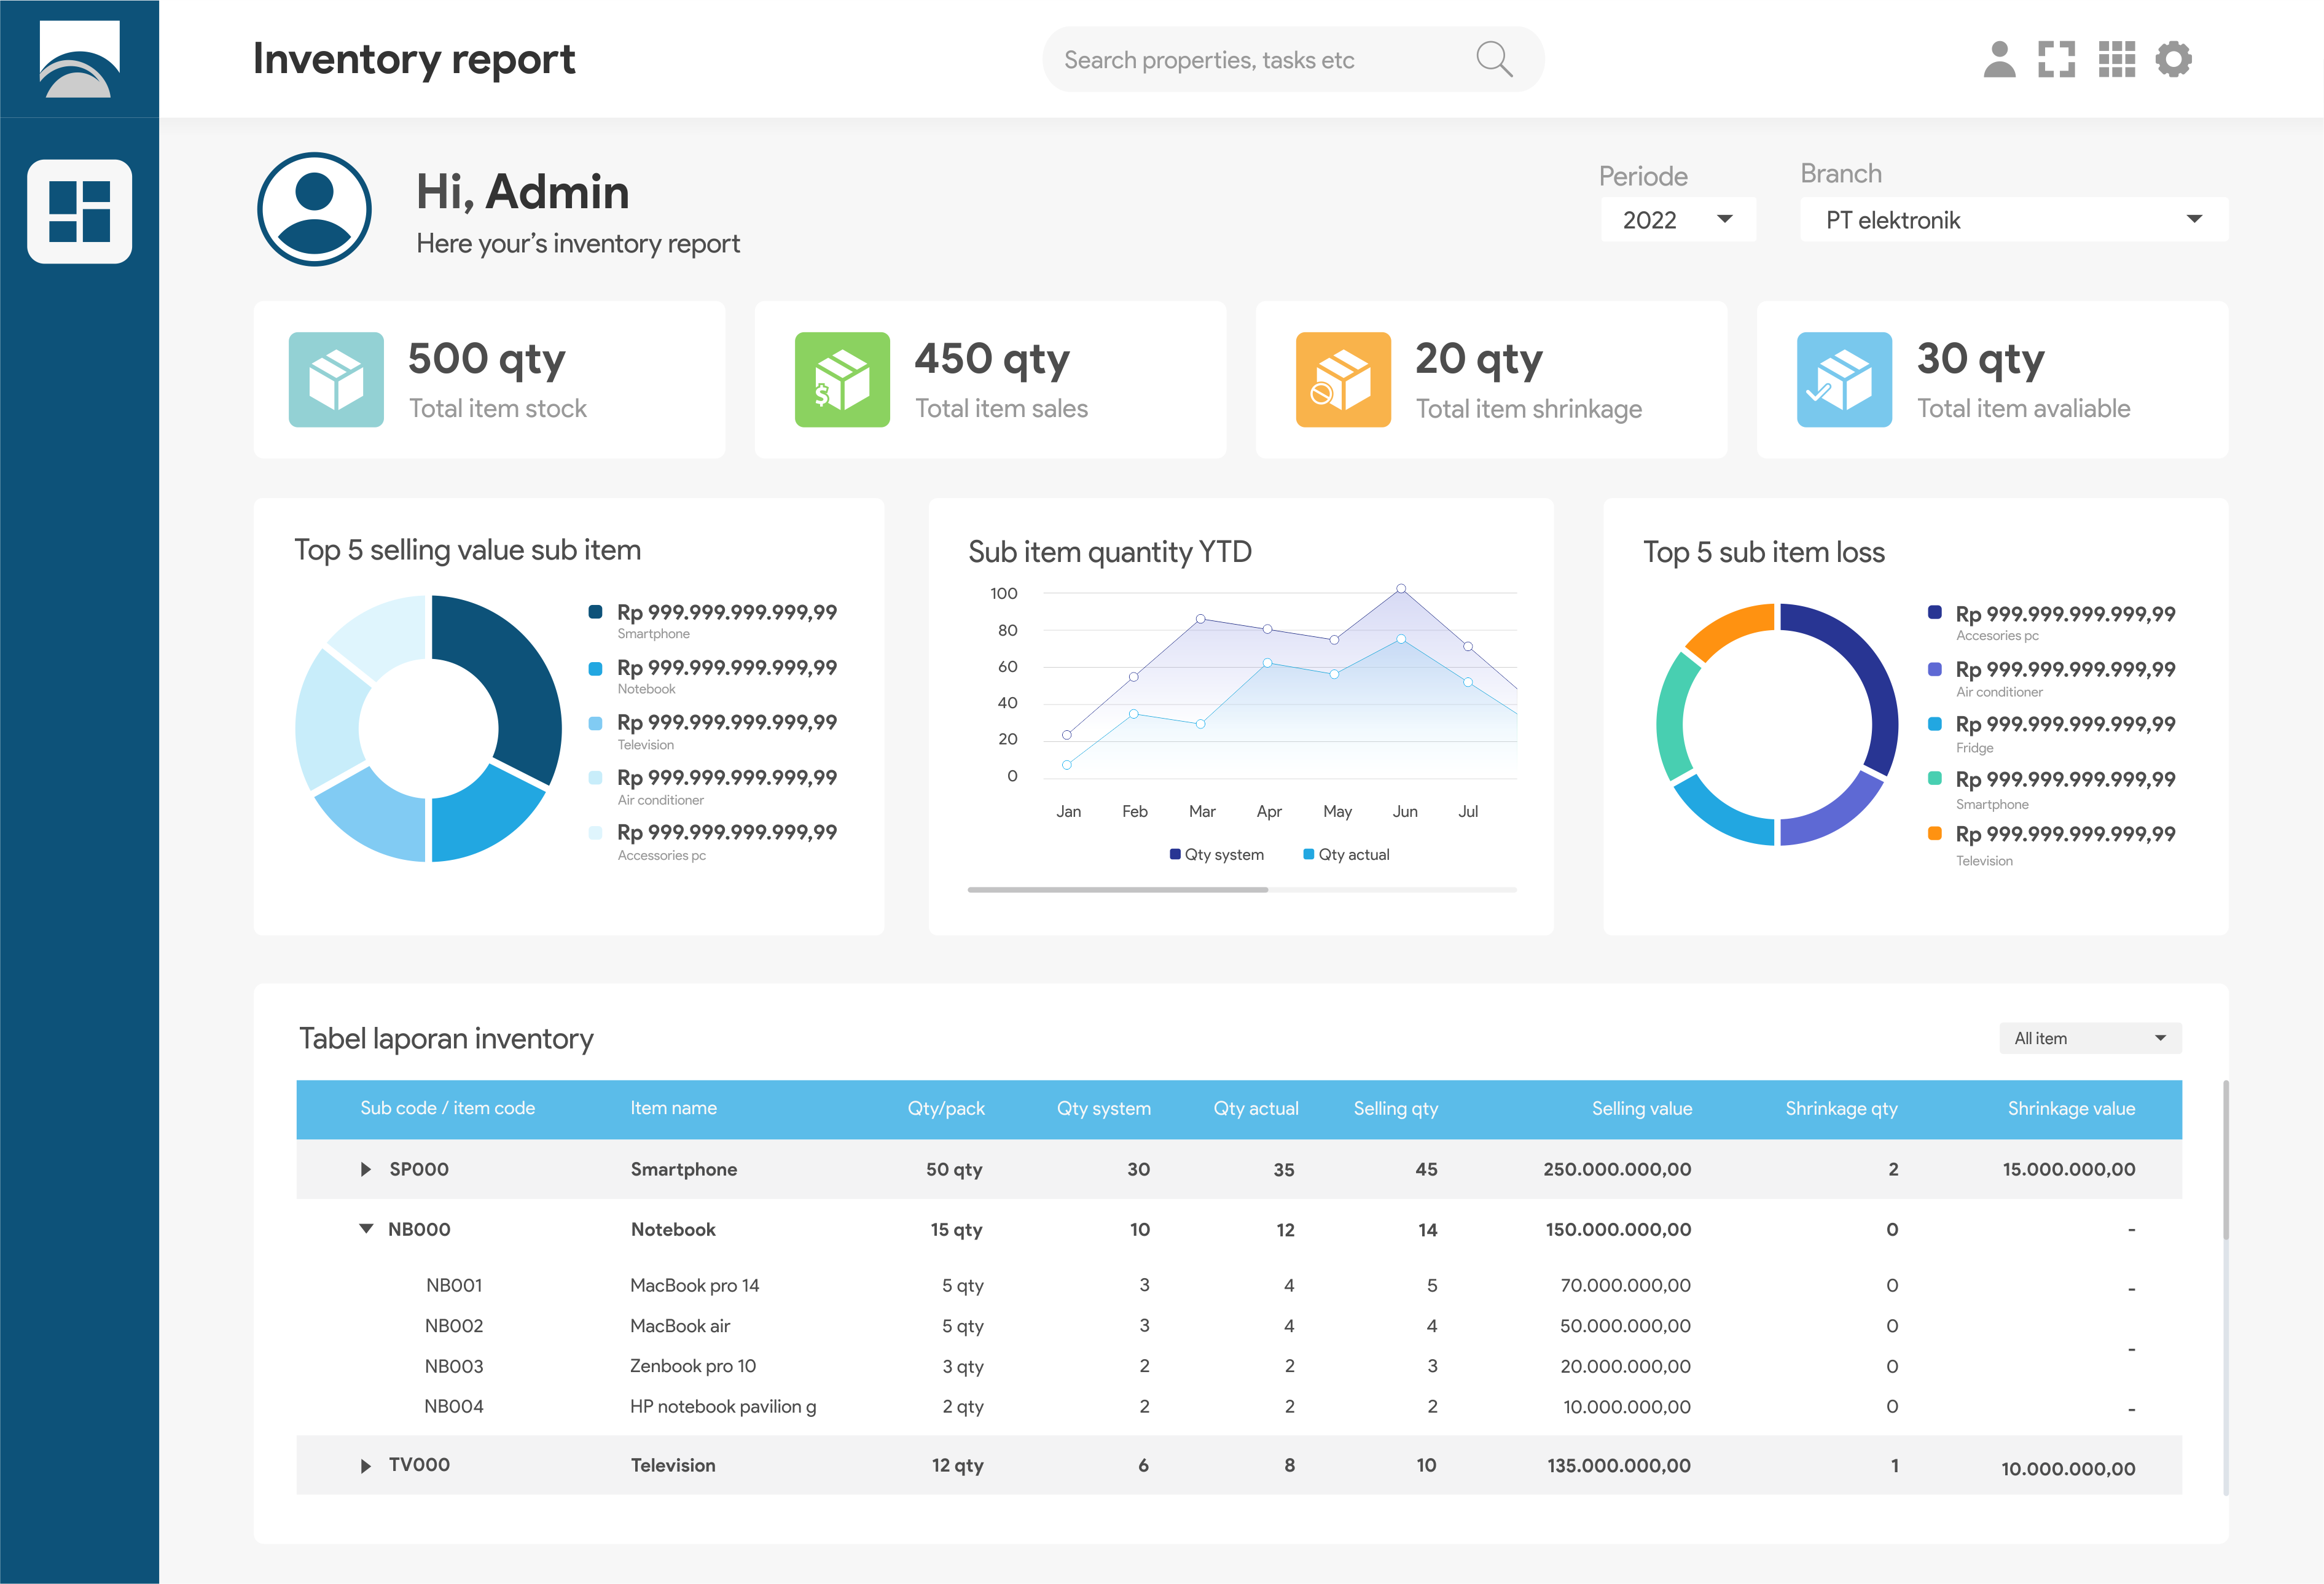 Inventory report
Search properties, tasks etc
Hi, Admin
Here your's inventory report
Periode
2022
Branch
PT elektronik
500 qty
Total item stock
450 qty
Total item sales
20 qty
Total item shrinkage
30 qty
Total item avaliable
Top 5 selling value sub item
Rp 999.999.999.999,99
Smartphone
Rp 999.999.999.999,99
Notebook
Rp 999.999.999.999,99
Television
Rp 999.999.999.999,99
Air conditioner
Rp 999.999.999.999,99
Accessories pc
Sub item quantity YTD
100
80
60
40
20
0
Jan Feb Mar Apr May Jun Jul
Qty system Qty actual
Top 5 sub item loss
Rp 999.999.999.999,99
Accesories pc
Rp 999.999.999.999,99
Air conditioner
Rp 999.999.999.999,99
Fridge
Rp 999.999.999.999,99
Smartphone
Rp 999.999.999.999,99
Television
Tabel laporan inventory
All item
Sub code / item code Item name Qty/pack Qty system Qty actual Selling qty Selling value Shrinkage qty Shrinkage value
SP000 Smartphone 50 qty 30 35 45 250.000.000,00 2 15.000.000,00
NB000 Notebook 15 qty 10 12 14 150.000.000,00 0 -
NB001 MacBook pro 14 5 qty 3 4 5 70.000.000,00 0 -
NB002 MacBook air 5 qty 3 4 4 50.000.000,00 0
NB003 Zenbook pro 10 3 qty 2 2 3 20.000.000,00 0 -
NB004 HP notebook pavilion g 2 qty 2 2 2 10.000.000,00 0 -
TV000 Television 12 qty 6 8 10 135.000.000,00 1 10.000.000,00